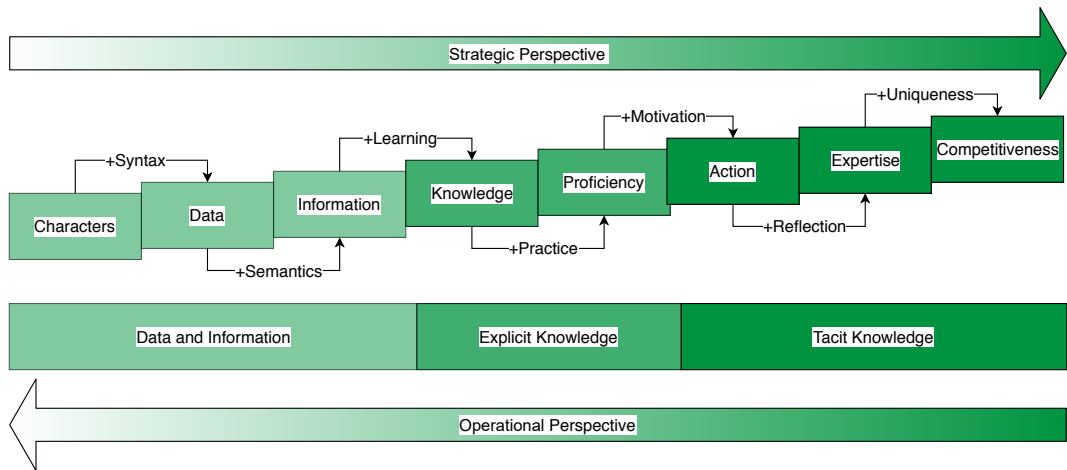 Strategic Perspective
+Uniqueness
+Motivation
+Learning
+Syntax
Competitiveness
Expertise
Action
Proficiency
Knowledge
Information
Data
Characters
+Reflection
+Practice
+Semantics
Data and Information
Explicit Knowledge
Tacit Knowledge
Operational Perspective